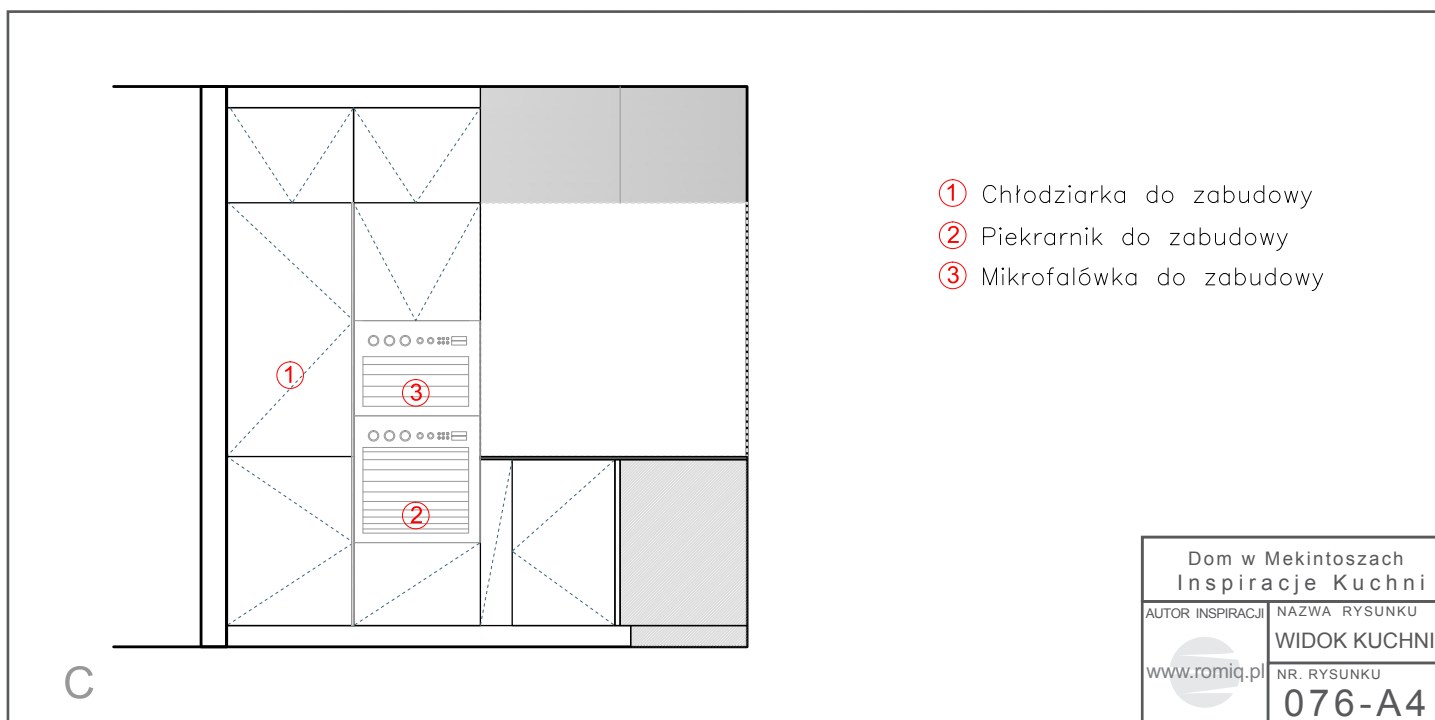 ① Chłodziarka do zabudowy
② Piekrarnik do zabudowy
③ Mikrofalówka do zabudowy
1
3
2
C
Dom w Mekintoszach
Inspiracje Kuchni
AUTOR INSPIRACJI
www.romiq.pl
NAZWA RYSUNKU
WIDOK KUCHNI
NR. RYSUNKU
076-A4